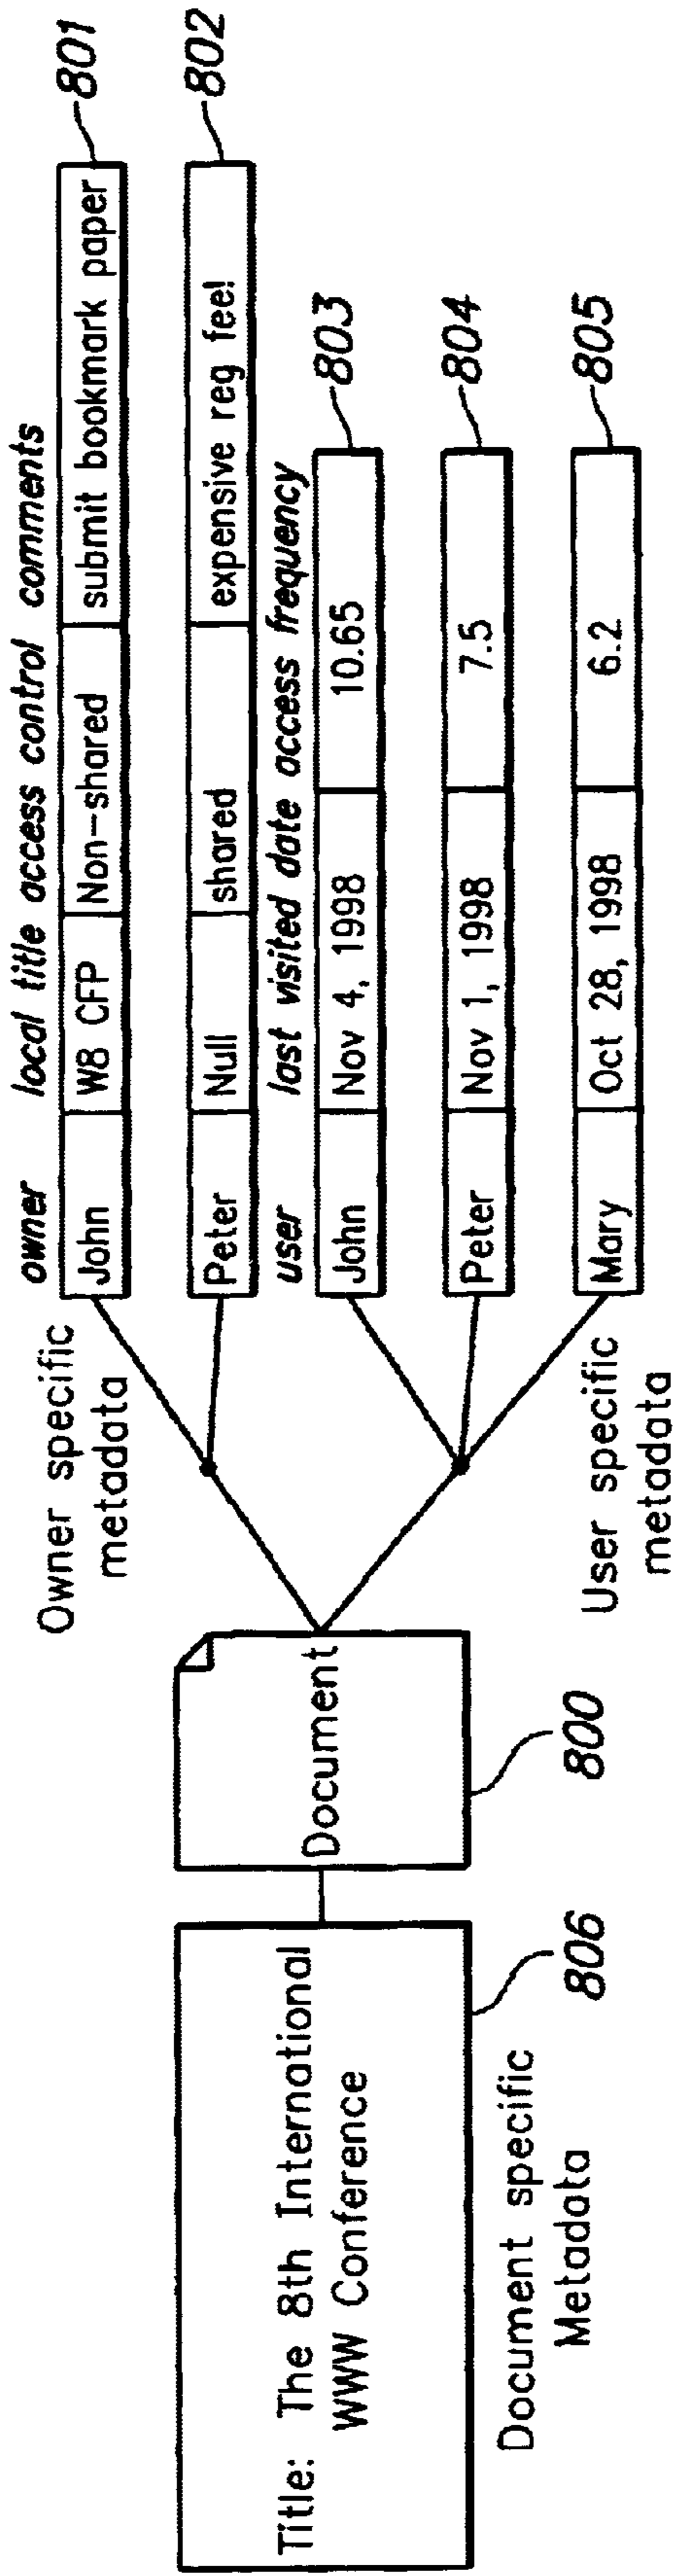 Title: The 8th International
WWW Conference
806
Document specific
Metadata
Document
800
Owner specific
metadata
owner local title access control comments
John W8 CFP Non-shared submit bookmark paper 801
Peter Null shared expensive reg fee! 802
user last visited date access frequency
John Nov 4, 1998 10.65 803
Peter Nov 1, 1998 7.5 804
Mary Oct 28, 1998 6.2 805
User specific
metadata